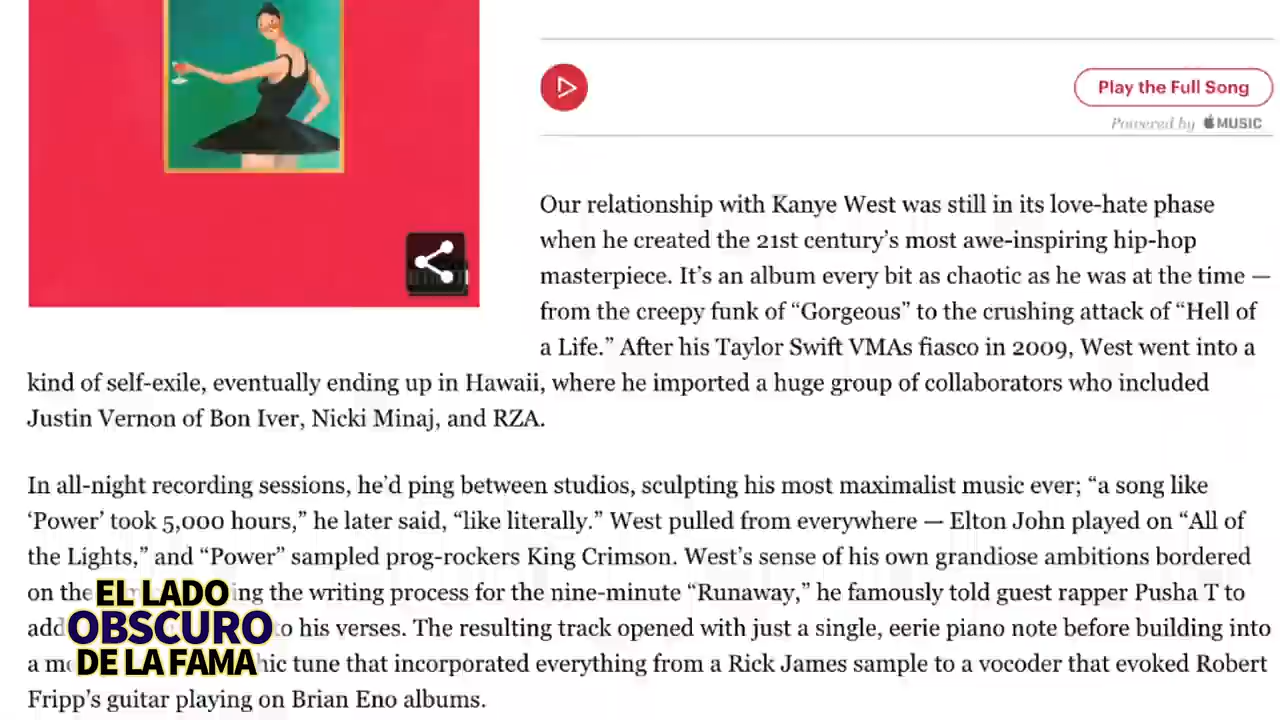 Play the Full Song
Powered by MUSIC
Our relationship with Kanye West was still in its love-hate phase
when he created the 21st century’s most awe-inspiring hip-hop
masterpiece. It’s an album every bit as chaotic as he was at the time —
from the creepy funk of “Gorgeous” to the crushing attack of “Hell of
a Life.” After his Taylor Swift VMAs fiasco in 2009, West went into a
kind of self-exile, eventually ending up in Hawaii, where he imported a huge group of collaborators who included
Justin Vernon of Bon Iver, Nicki Minaj, and RZA.
In all-night recording sessions, he’d ping between studios, sculpting his most maximalist music ever; “a song like
‘Power’ took 5,000 hours,” he later said, “like literally.” West pulled from everywhere — Elton John played on “All of
the Lights,” and “Power” sampled prog-rockers King Crimson. West’s sense of his own grandiose ambitions bordered
on the ing the writing process for the nine-minute “Runaway,” he famously told guest rapper Pusha T to
add to his verses. The resulting track opened with just a single, eerie piano note before building into
a hic tune that incorporated everything from a Rick James sample to a vocoder that evoked Robert
Fripp’s guitar playing on Brian Eno albums.
EL LADO
OBSCURO
DE LA FAMA